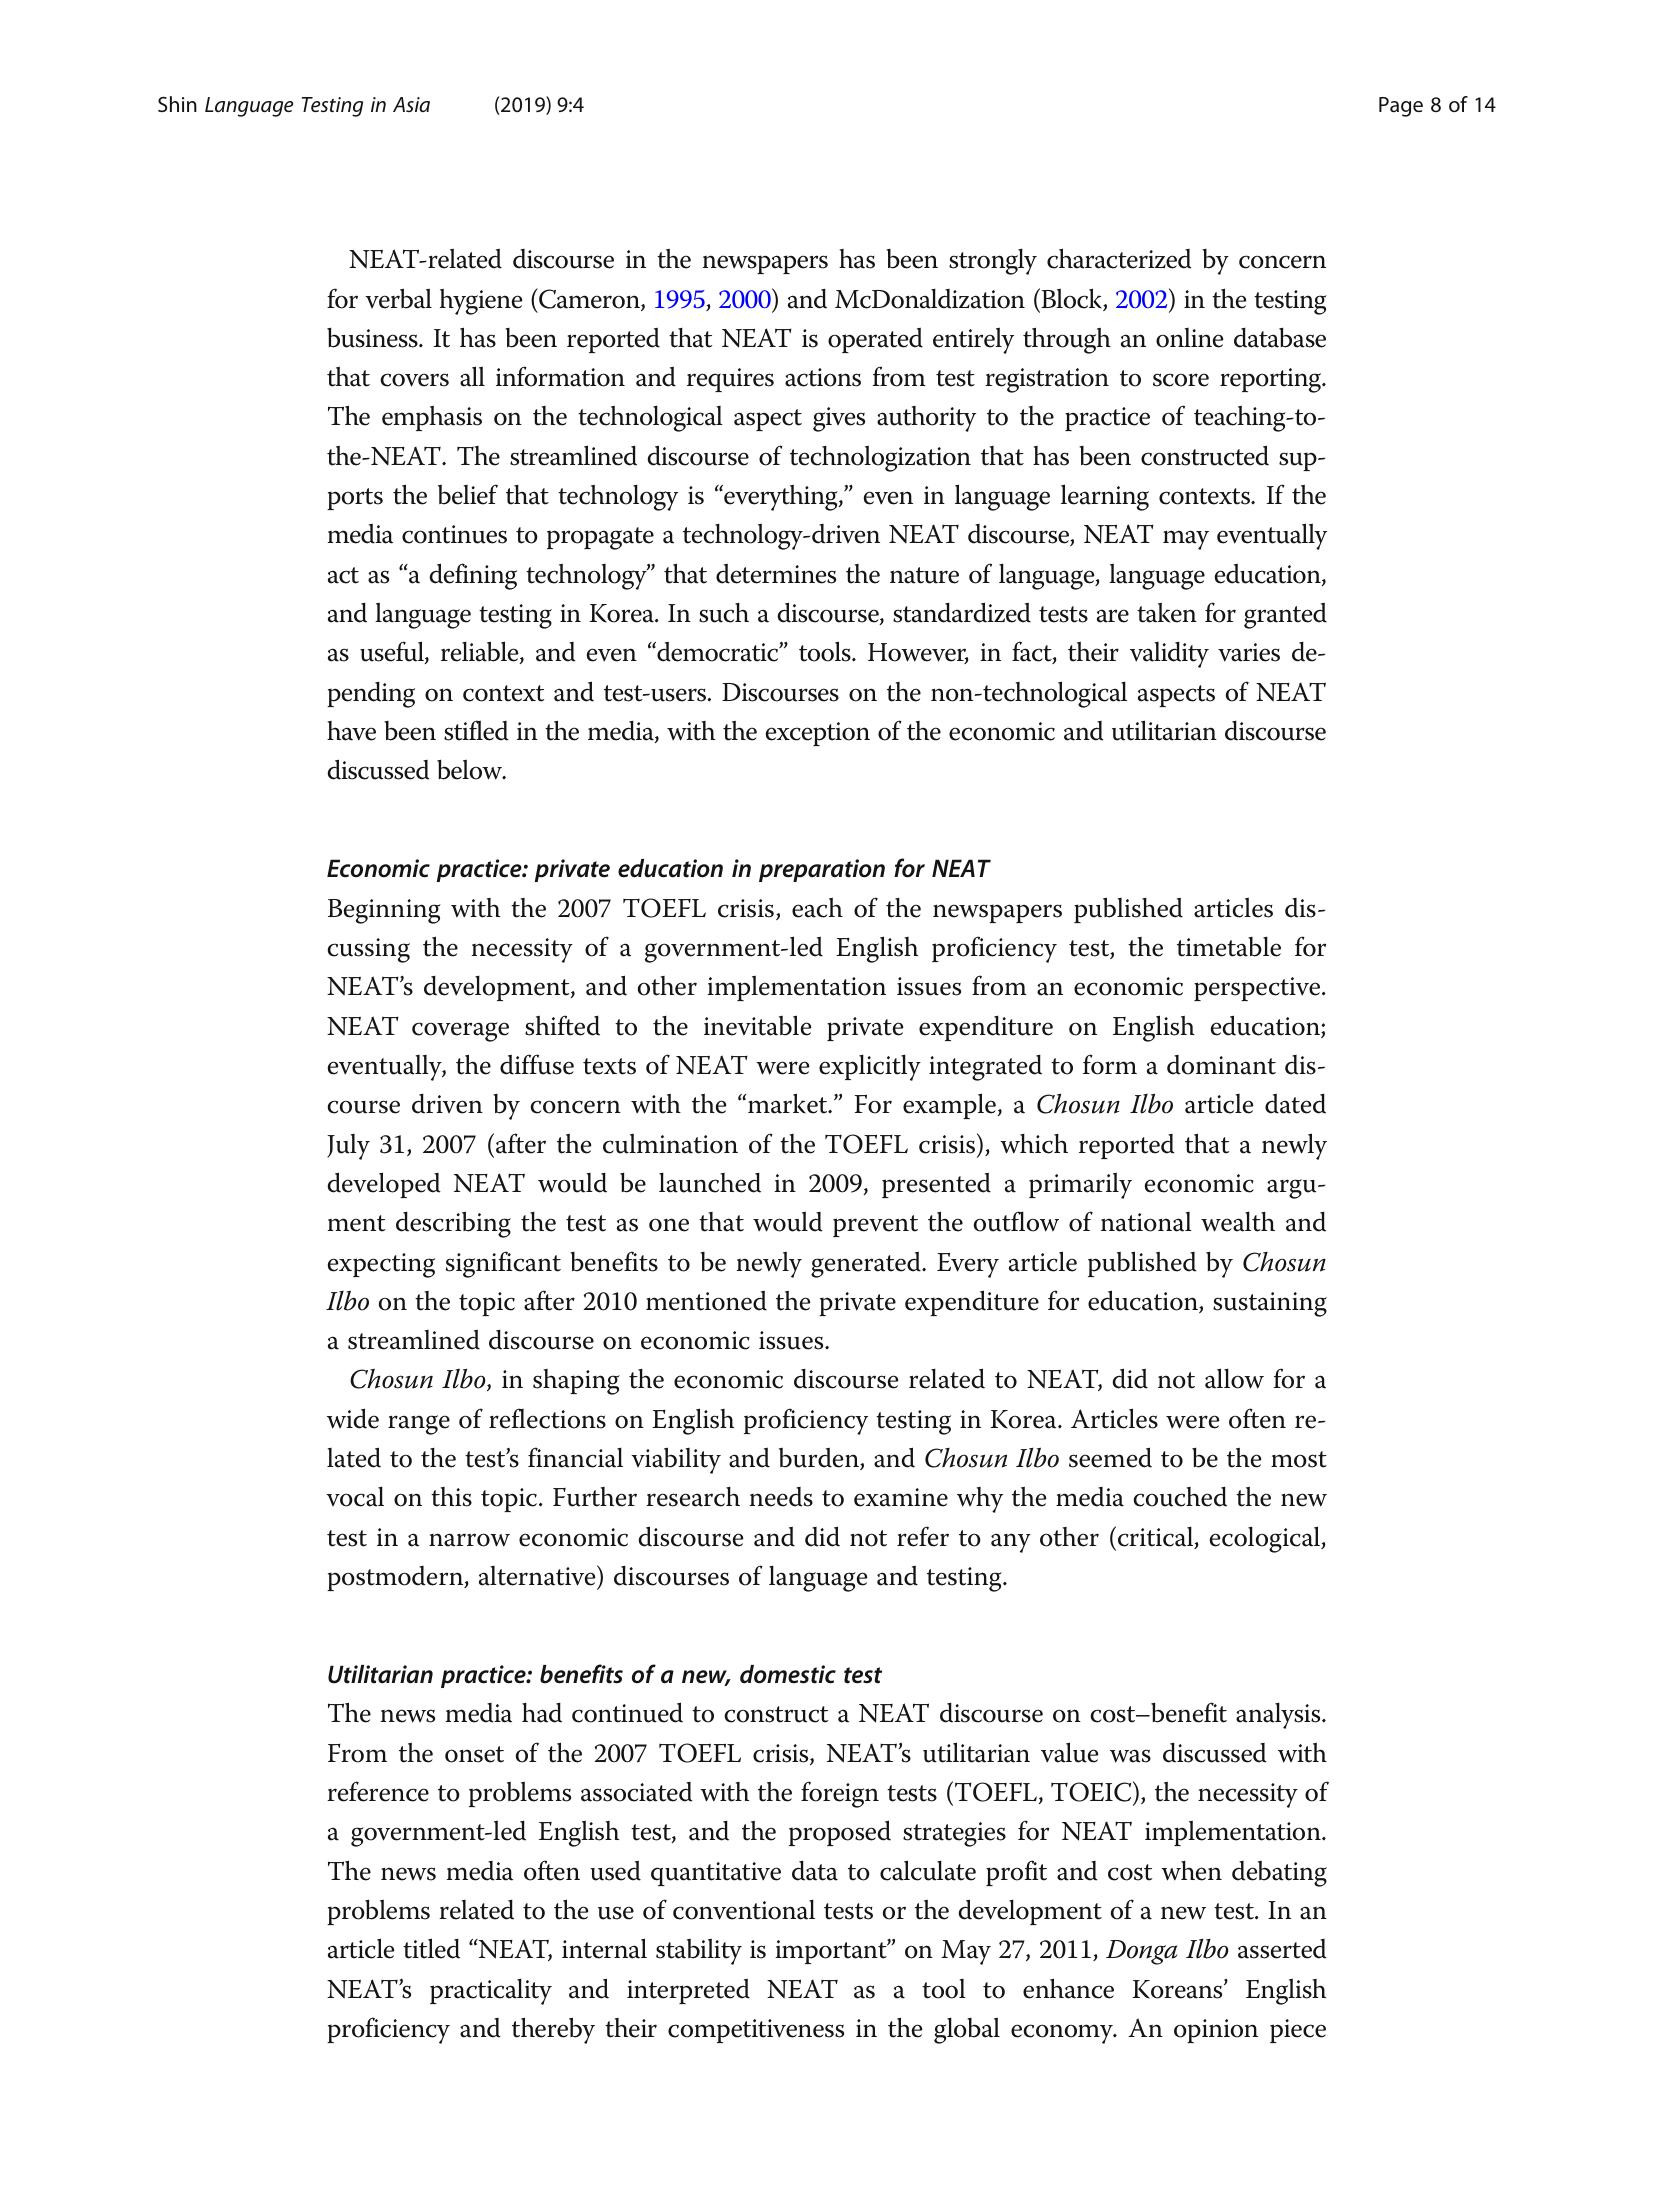 Shin Language Testing in Asia (2019) 9:4 Page 8 of 14
NEAT-related discourse in the newspapers has been strongly characterized by concern
for verbal hygiene (Cameron, 1995, 2000) and McDonaldization (Block, 2002) in the testing
business. It has been reported that NEAT is operated entirely through an online database
that covers all information and requires actions from test registration to score reporting.
The emphasis on the technological aspect gives authority to the practice of teaching-to-
the-NEAT. The streamlined discourse of technologization that has been constructed sup-
ports the belief that technology is “everything,” even in language learning contexts. If the
media continues to propagate a technology-driven NEAT discourse, NEAT may eventually
act as “a defining technology” that determines the nature of language, language education,
and language testing in Korea. In such a discourse, standardized tests are taken for granted
as useful, reliable, and even “democratic” tools. However, in fact, their validity varies de-
pending on context and test-users. Discourses on the non-technological aspects of NEAT
have been stifled in the media, with the exception of the economic and utilitarian discourse
discussed below.
Economic practice: private education in preparation for NEAT
Beginning with the 2007 TOEFL crisis, each of the newspapers published articles dis-
cussing the necessity of a government-led English proficiency test, the timetable for
NEAT’s development, and other implementation issues from an economic perspective.
NEAT coverage shifted to the inevitable private expenditure on English education;
eventually, the diffuse texts of NEAT were explicitly integrated to form a dominant dis-
course driven by concern with the “market.” For example, a Chosun Ilbo article dated
July 31, 2007 (after the culmination of the TOEFL crisis), which reported that a newly
developed NEAT would be launched in 2009, presented a primarily economic argu-
ment describing the test as one that would prevent the outflow of national wealth and
expecting significant benefits to be newly generated. Every article published by Chosun
Ilbo on the topic after 2010 mentioned the private expenditure for education, sustaining
a streamlined discourse on economic issues.
Chosun Ilbo, in shaping the economic discourse related to NEAT, did not allow for a
wide range of reflections on English proficiency testing in Korea. Articles were often re-
lated to the test’s financial viability and burden, and Chosun Ilbo seemed to be the most
vocal on this topic. Further research needs to examine why the media couched the new
test in a narrow economic discourse and did not refer to any other (critical, ecological,
postmodern, alternative) discourses of language and testing.
Utilitarian practice: benefits of a new, domestic test
The news media had continued to construct a NEAT discourse on cost–benefit analysis.
From the onset of the 2007 TOEFL crisis, NEAT’s utilitarian value was discussed with
reference to problems associated with the foreign tests (TOEFL, TOEIC), the necessity of
a government-led English test, and the proposed strategies for NEAT implementation.
The news media often used quantitative data to calculate profit and cost when debating
problems related to the use of conventional tests or the development of a new test. In an
article titled “NEAT, internal stability is important” on May 27, 2011, Donga Ilbo asserted
NEAT’s practicality and interpreted NEAT as a tool to enhance Koreans’ English
proficiency and thereby their competitiveness in the global economy. An opinion piece